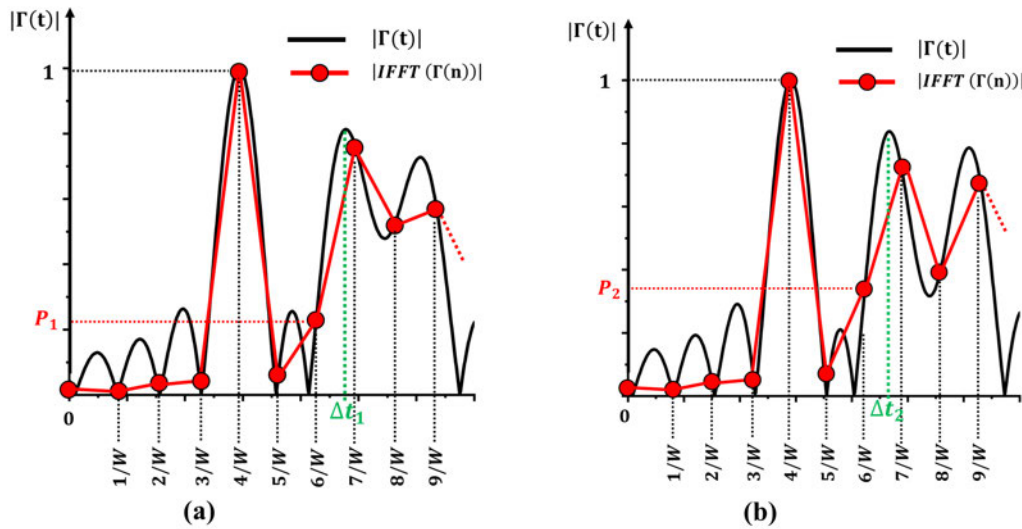 |Γ(t)|
|Γ(t)|
|IFFT (Γ(n))|
1
P₁
0
Δt₁
1/W
2/W
3/W
4/W
5/W
6/W
7/W
8/W
9/W
(a)
|Γ(t)|
|Γ(t)|
|IFFT (Γ(n))|
1
P₂
0
Δt₂
1/W
2/W
3/W
4/W
5/W
6/W
7/W
8/W
9/W
(b)